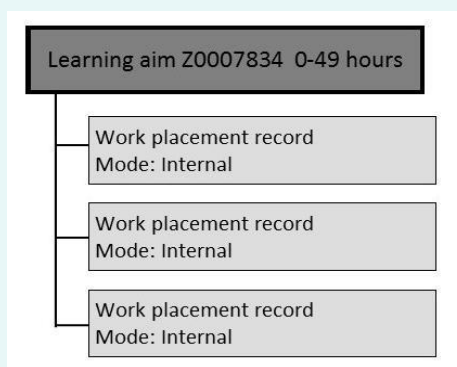 Learning aim Z0007834 0-49 hours
Work placement record
Mode: Internal
Work placement record
Mode: Internal
Work placement record
Mode: Internal